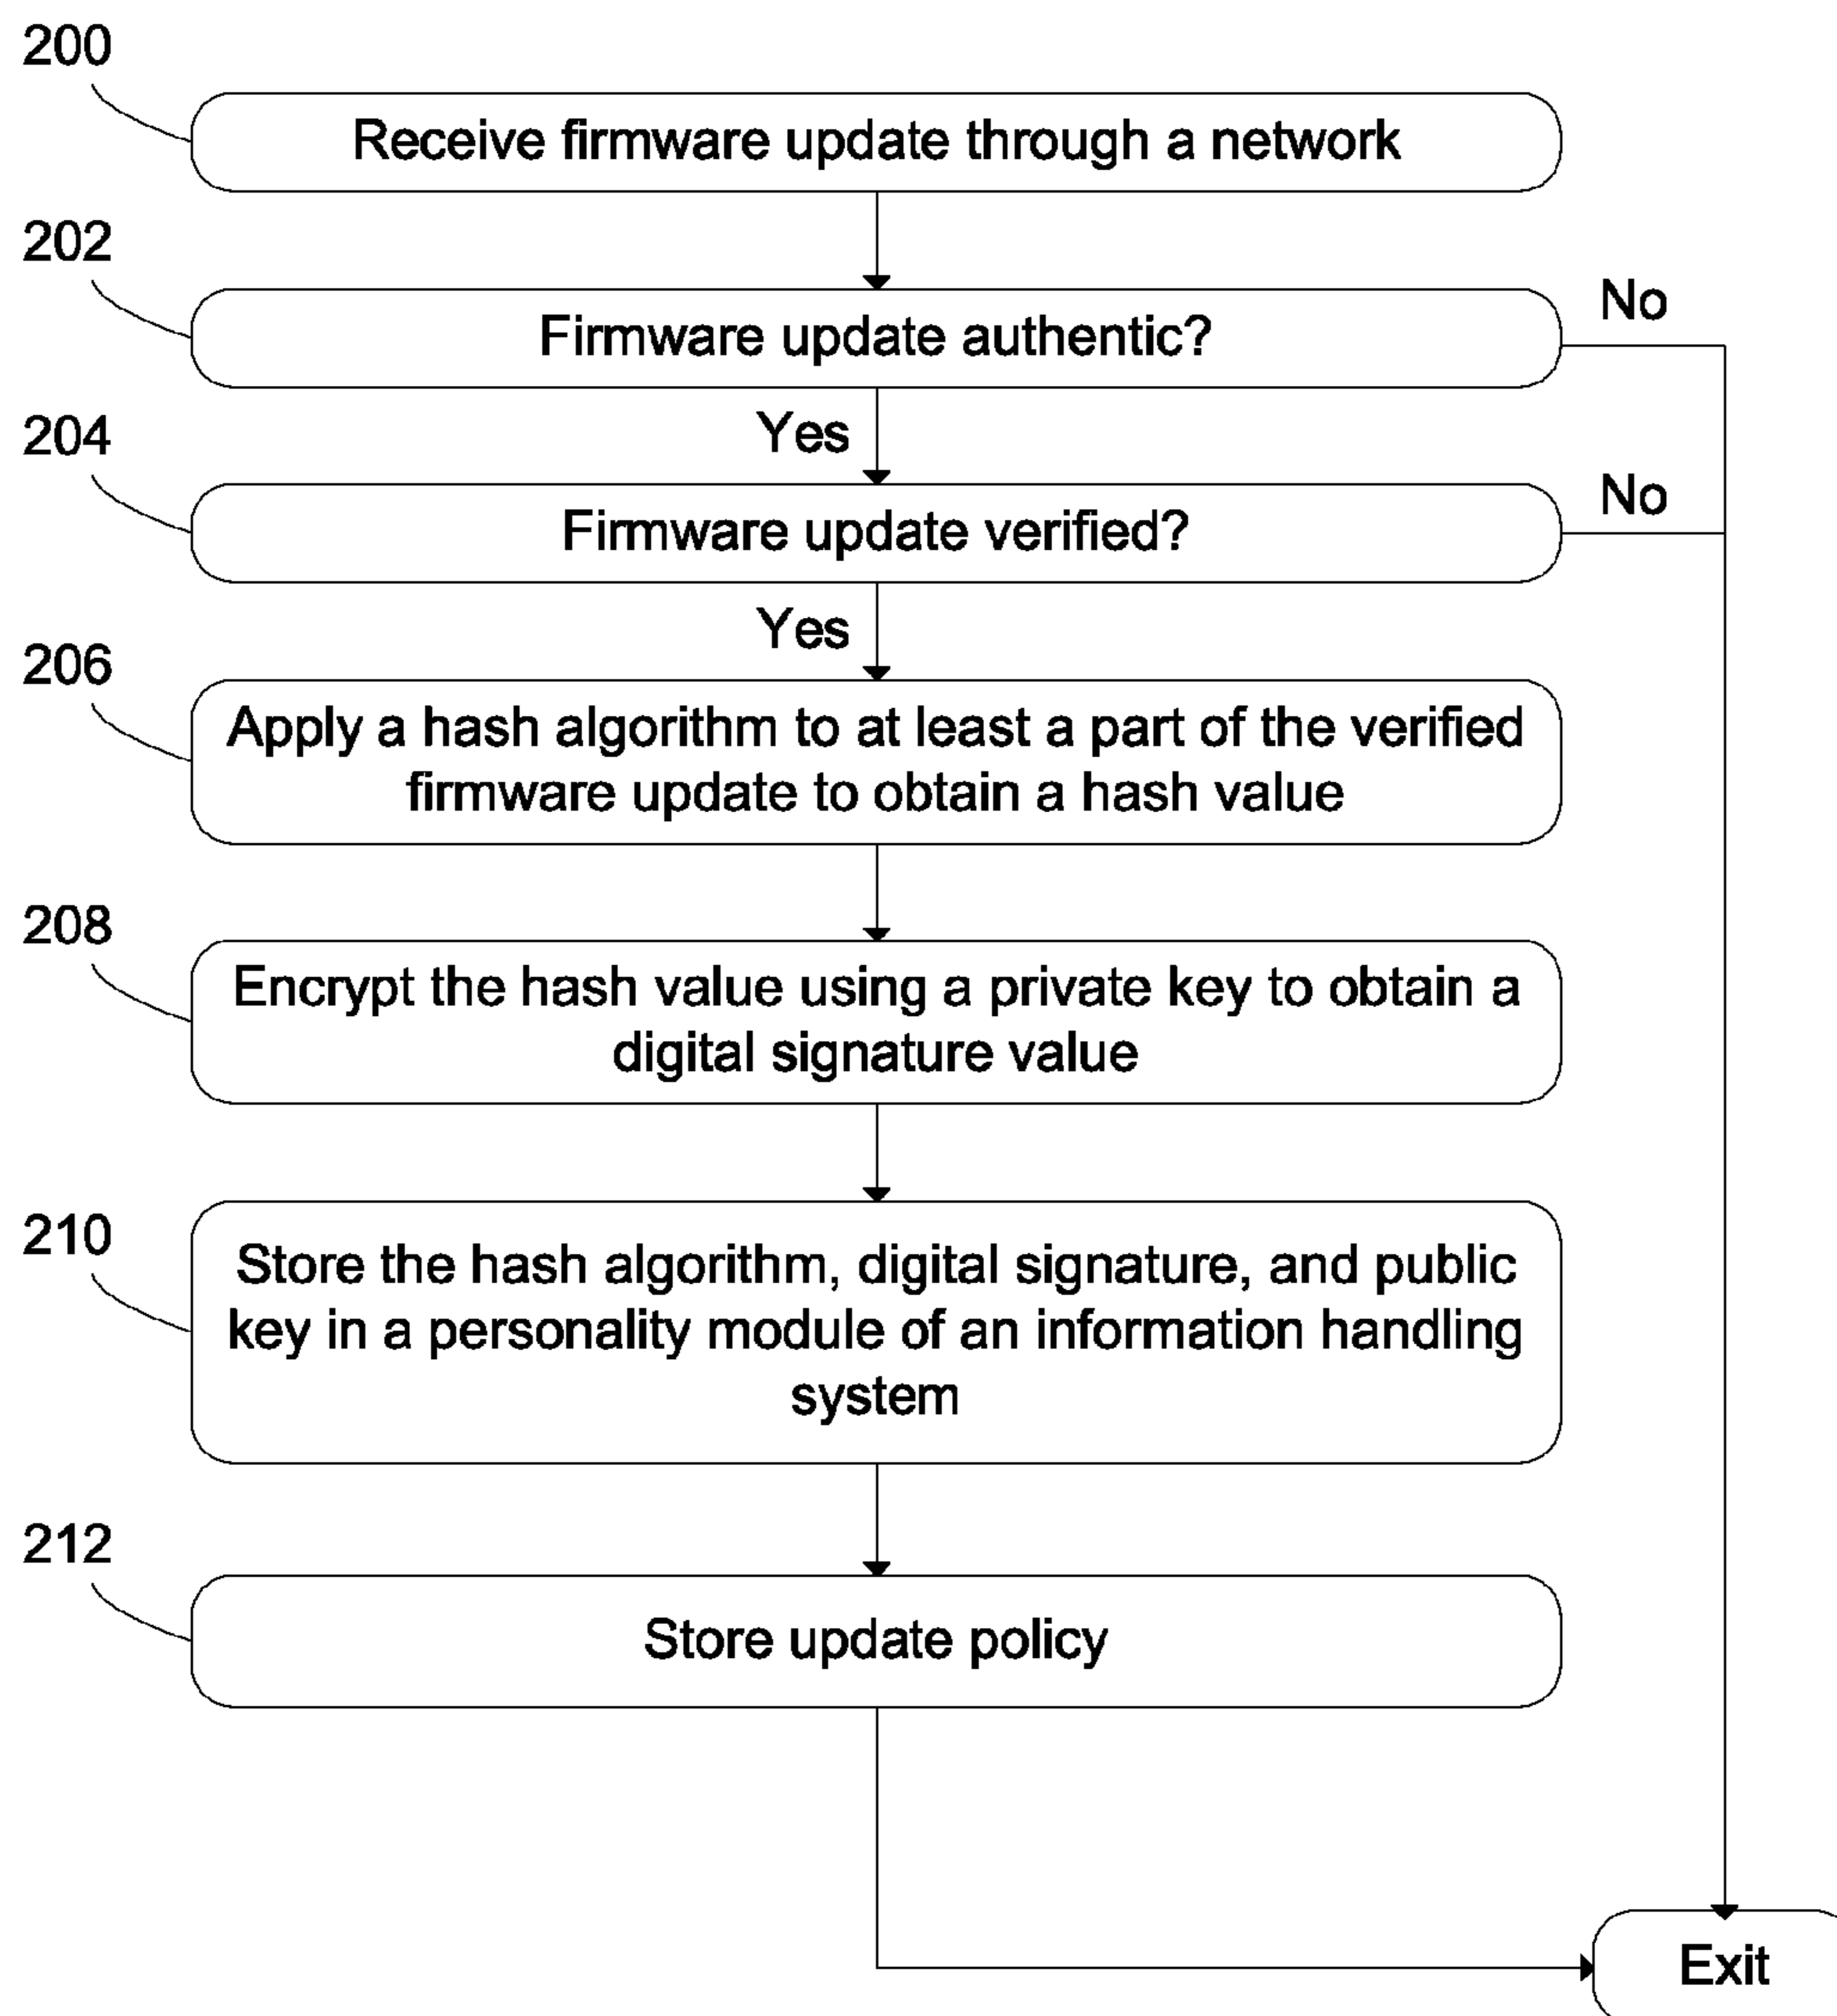 200
Receive firmware update through a network
202
Firmware update authentic?
No
Yes
204
Firmware update verified?
No
Yes
206
Apply a hash algorithm to at least a part of the verified
firmware update to obtain a hash value
208
Encrypt the hash value using a private key to obtain a
digital signature value
210
Store the hash algorithm, digital signature, and public
key in a personality module of an information handling
system
212
Store update policy
Exit